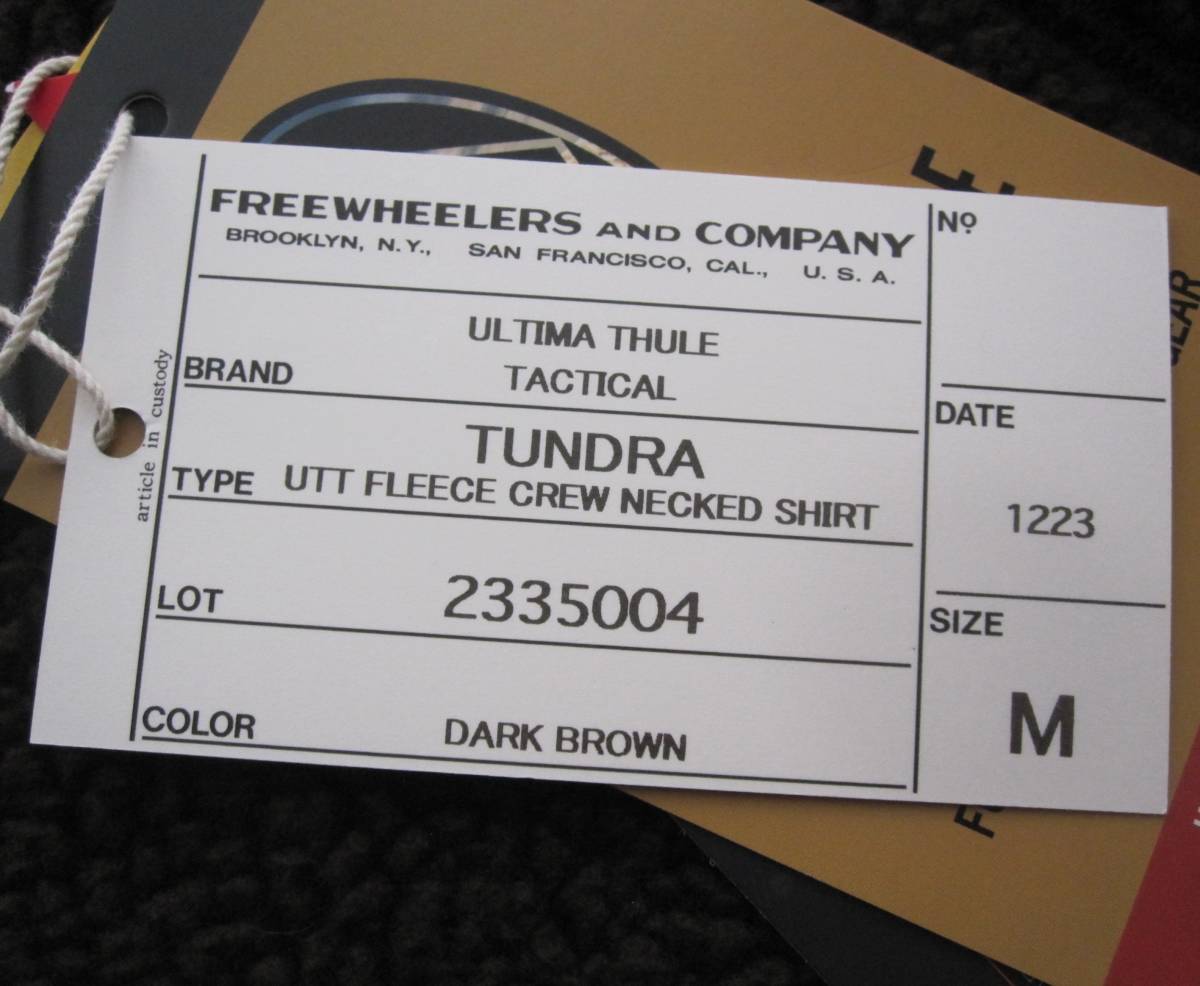 FREEWHEELERS AND COMPANY
BROOKLYN, N.Y., SAN FRANCISCO, CAL., U. S. A.
Nº
ULTIMA THULE
BRAND TACTICAL
DATE
1223
TUNDRA
TYPE UTT FLEECE CREW NECKED SHIRT
LOT 2335004
SIZE
M
COLOR DARK BROWN
article in custody
GEAR